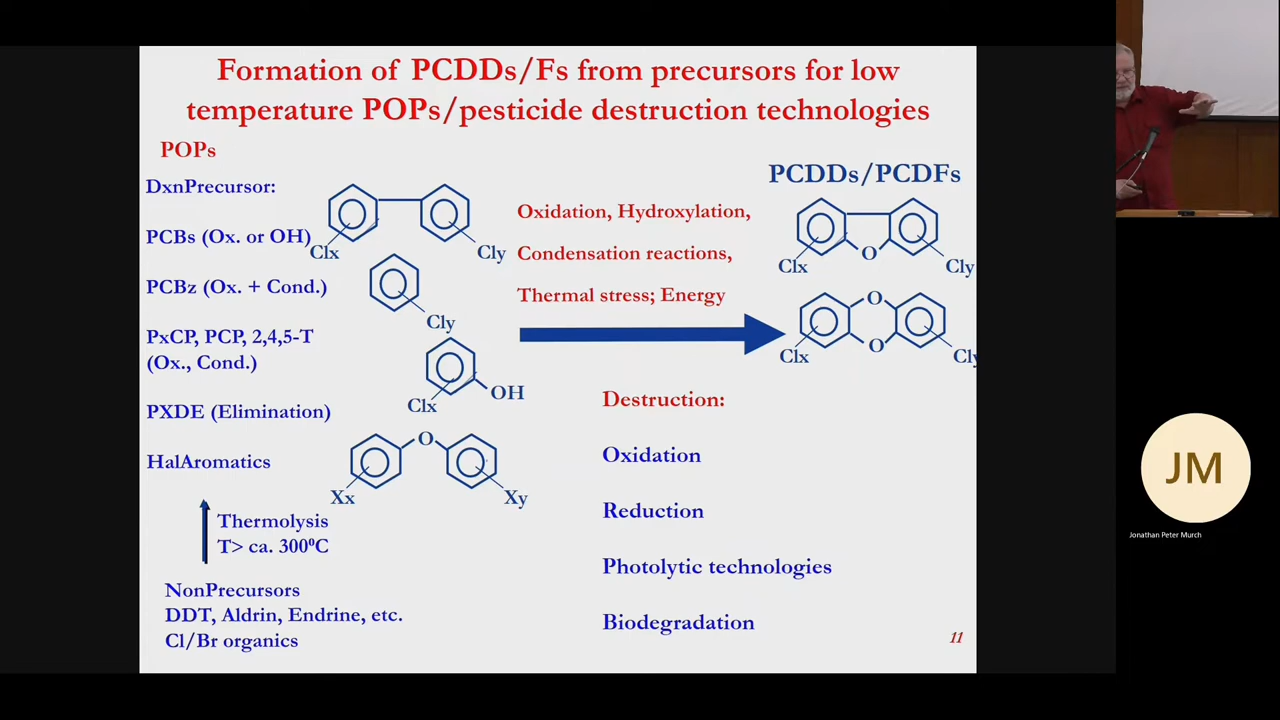 Formation of PCDDs/Fs from precursors for low
temperature POPs/pesticide destruction technologies
POPs
DxnPrecursor:
PCBs (Ox. or OH)
PCBz (Ox. + Cond.)
PxCP, PCP, 2,4,5-T
(Ox., Cond.)
PXDE (Elimination)
HalAromatics
Thermolysis
T> ca. 300⁰C
NonPrecursors
DDT, Aldrin, Endrine, etc.
Cl/Br organics
Clx
Cly
Cly
OH
Clx
O
Xx
Xy
Oxidation, Hydroxylation,
Condensation reactions,
Thermal stress; Energy
PCDDs/PCDFs
O
Clx
Cly
O
O
Clx
Cly
Destruction:
Oxidation
Reduction
Photolytic technologies
Biodegradation
11
JM
Jonathan Peter Murch